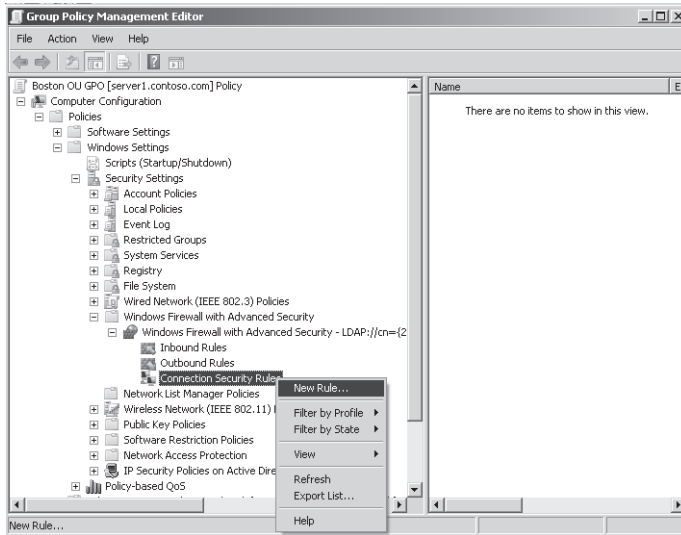 Group Policy Management Editor
File Action View Help
Boston OU GPO [server1.contoso.com] Policy
Computer Configuration
Policies
Software Settings
Windows Settings
Scripts (Startup/Shutdown)
Security Settings
Account Policies
Local Policies
Event Log
Restricted Groups
System Services
Registry
File System
Wired Network (IEEE 802.3) Policies
Windows Firewall with Advanced Security
Windows Firewall with Advanced Security - LDAP://cn={2
Inbound Rules
Outbound Rules
Connection Security Rules
Network List Manager Policies
Wireless Network (IEEE 802.11)
Public Key Policies
Software Restriction Policies
Network Access Protection
IP Security Policies on Active Dire
Policy-based QoS
Name E
There are no items to show in this view.
New Rule...
Filter by Profile
Filter by State
View
Refresh
Export List...
Help
New Rule...